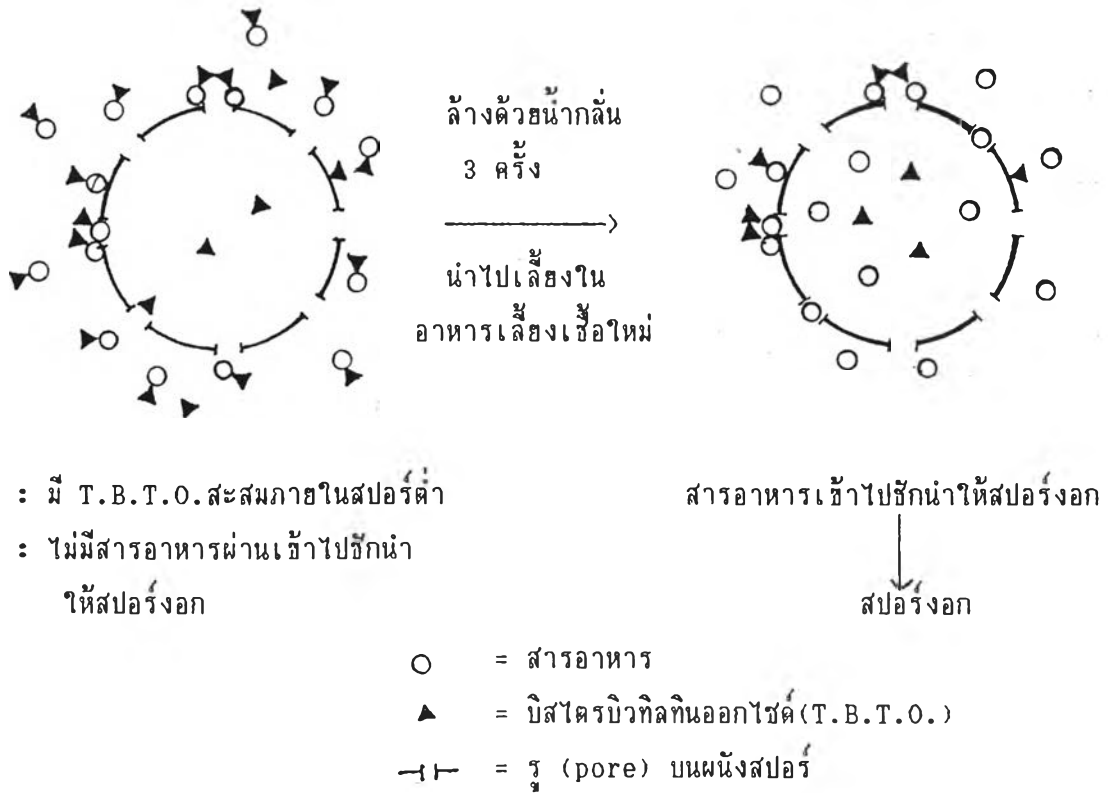 ล้างด้วยน้ำกลั่น
3 ครั้ง
นำไปเลี้ยงใน
อาหารเลี้ยงเชื้อใหม่
: มี T.B.T.O.สะสมภายในสปอร์ต่ำ
: ไม่มีสารอาหารผ่านเข้าไปชักนำ
ให้สปอร์งอก
สารอาหารเข้าไปชักนำให้สปอร์งอก
สปอร์งอก
= สารอาหาร
= บิสไตรบิวทิลทินออกไซด์(T.B.T.O.)
= รู (pore) บนผนังสปอร์